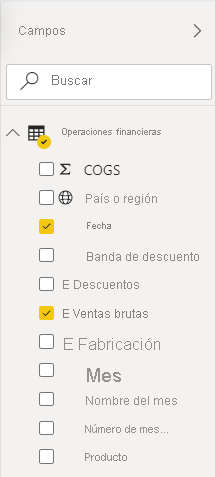 Campos
Buscar
Operaciones financieras
Σ COGS
País o región
Fecha
Banda de descuento
E Descuentos
E Ventas brutas
E Fabricación
Mes
Nombre del mes
Número de mes...
Producto